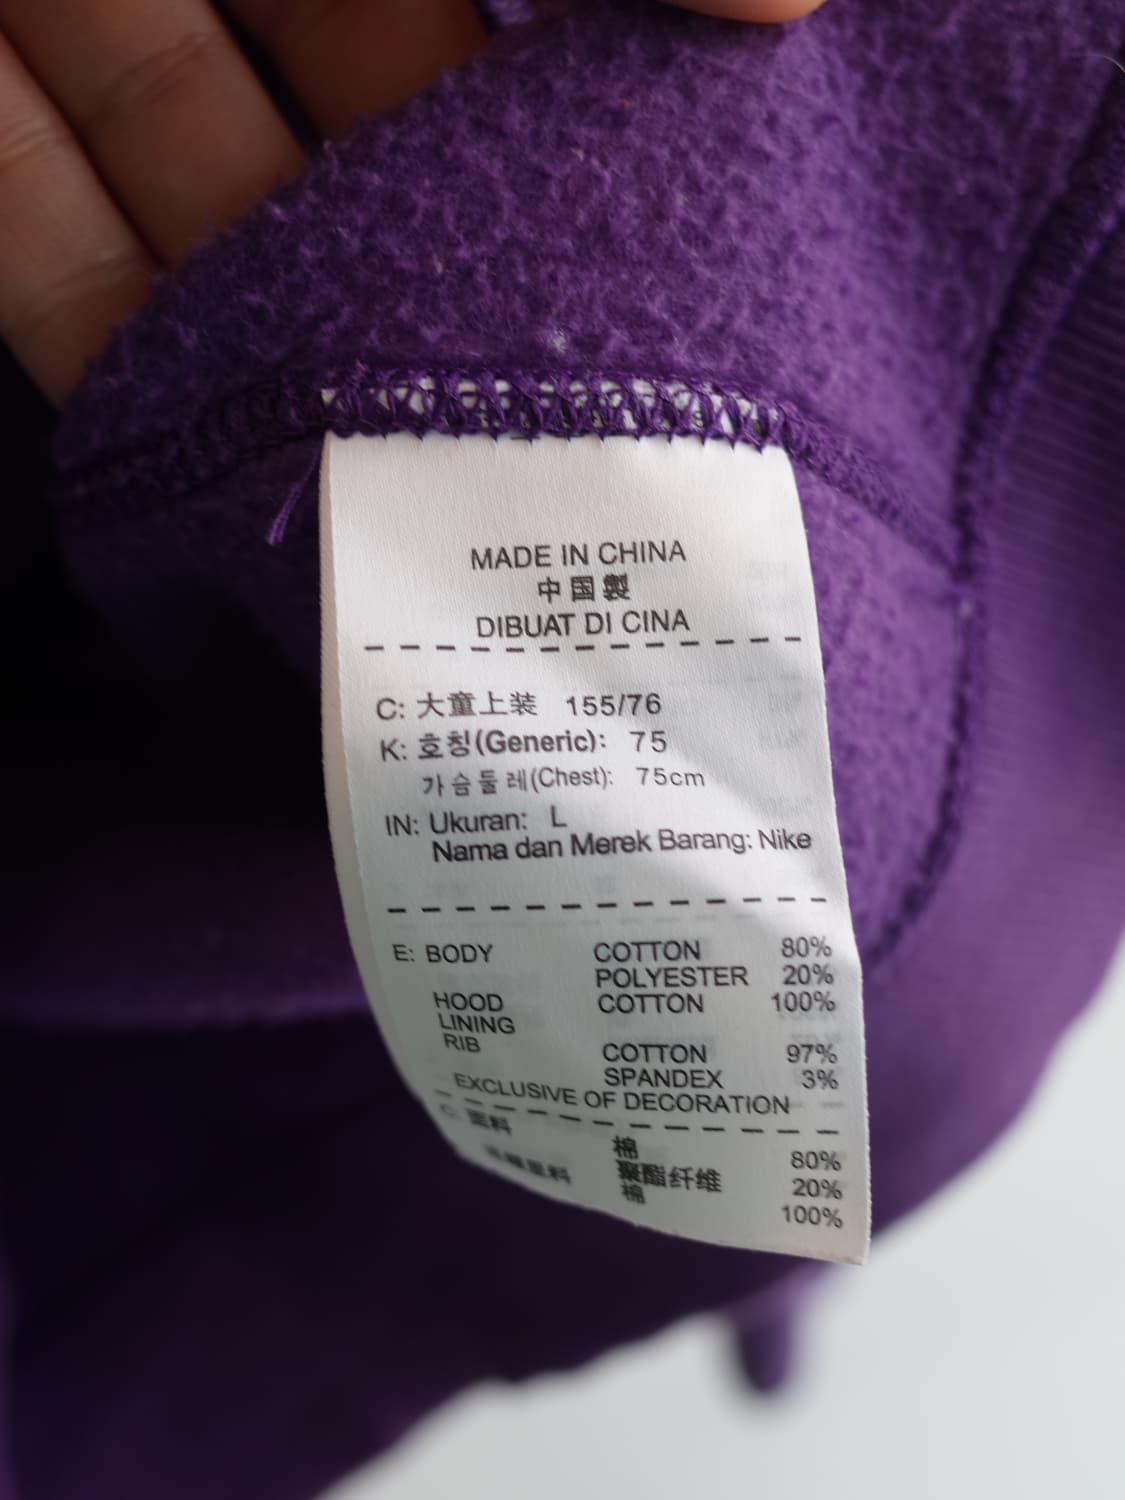 MADE IN CHINA
中国製
DIBUAT DI CINA
C: 大童上装 155/76
K: 호칭(Generic): 75
가슴둘레(Chest): 75cm
IN: Ukuran: L
Nama dan Merek Barang: Nike
E: BODY COTTON 80%
POLYESTER 20%
HOOD COTTON 100%
LINING
RIB COTTON 97%
SPANDEX 3%
EXCLUSIVE OF DECORATION
C: 面料 棉 80%
聚酯纤维 20%
棉 100%